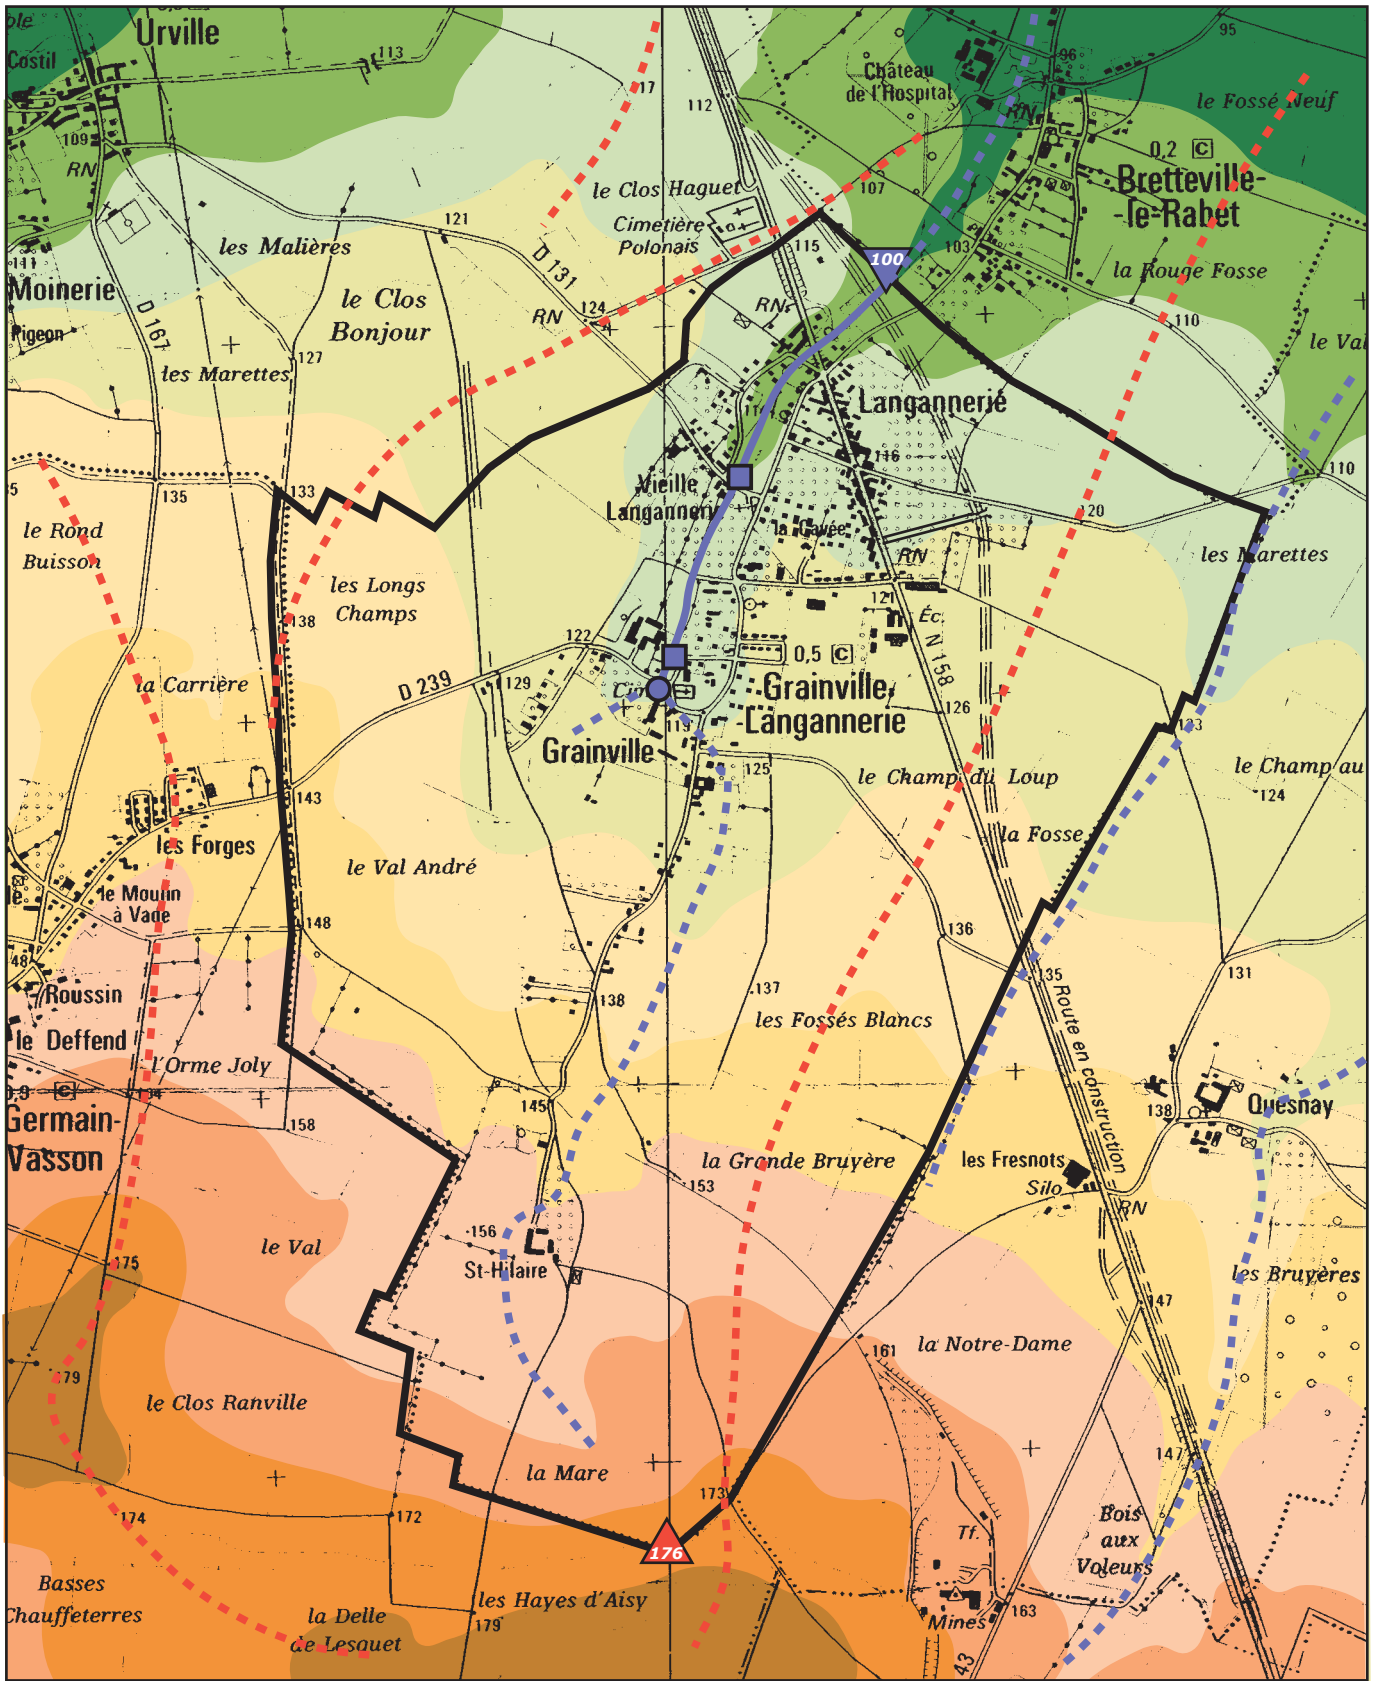 Urville
Costil
113
17
112
109
RN
Château
de l'Hospital
96
95
le Fossé Neuf
RN
0,2 C
Bretteville-
-le-Rabet
107
le Clos Haguet
Cimetière
Polonais
115
103
la Rouge Fosse
100
121
les Malières
D 131
111
Moinerie
D 167
Pigeon
le Clos
Bonjour
RN
124
RN
110
le Val
127
les Marettes
Langannerie
116
110
133
135
Vieille
Langannery
la Cavée
120
les Marettes
le Rond
Buisson
les Longs
Champs
RN
121
Éc.
138
122
N 158
0,5 C
la Carrière
D 239
129
Grainville-
-Langannerie
126
123
119
Grainville
125
le Champ du Loup
le Champ au
124
143
la Fosse
les Forges
le Val André
le Moulin
à Vade
148
136
48
135
131
Roussin
138
137
les Fossés Blancs
Route en construction
le Deffend
l'Orme Joly
0,9 C
145
138
Quesnay
Germain-
Vasson
158
la Grande Bruyère
les Fresnots
Silo
153
RN
156
le Val
St-Hilaire
175
les Bruyères
147
161
la Notre-Dame
179
le Clos Ranville
147
la Mare
173
174
172
Bois
aux
Voleurs
Tf.
176
Basses
Chauffeterres
les Hayes d'Aisy
la Delle
de Lesquet
179
163
Mines
43